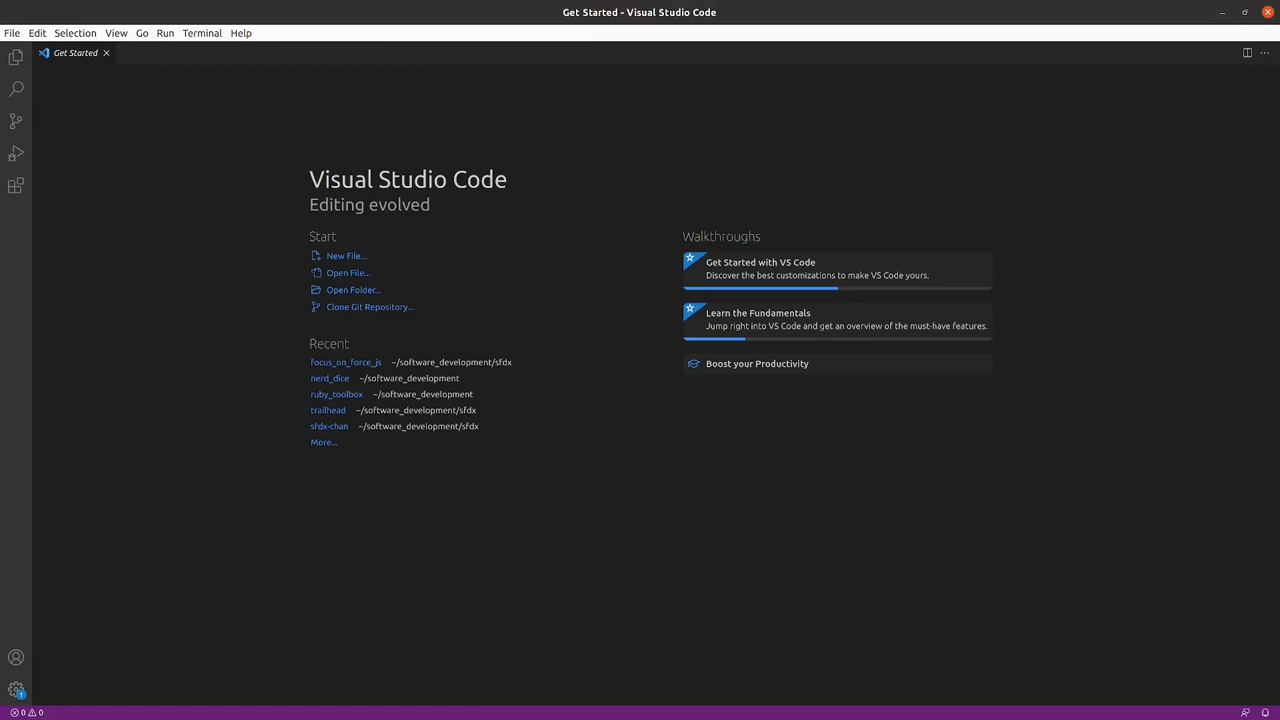 Get Started - Visual Studio Code
File Edit Selection View Go Run Terminal Help
Get Started
Visual Studio Code
Editing evolved
Start
New File...
Open File...
Open Folder...
Clone Git Repository...
Recent
focus_on_force_js ~/software_development/sfdx
nerd_dice ~/software_development
ruby_toolbox ~/software_development
trailhead ~/software_development/sfdx
sfdx-chan ~/software_development/sfdx
More...
Walkthroughs
Get Started with VS Code
Discover the best customizations to make VS Code yours.
Learn the Fundamentals
Jump right into VS Code and get an overview of the must-have features.
Boost your Productivity
1
0 0